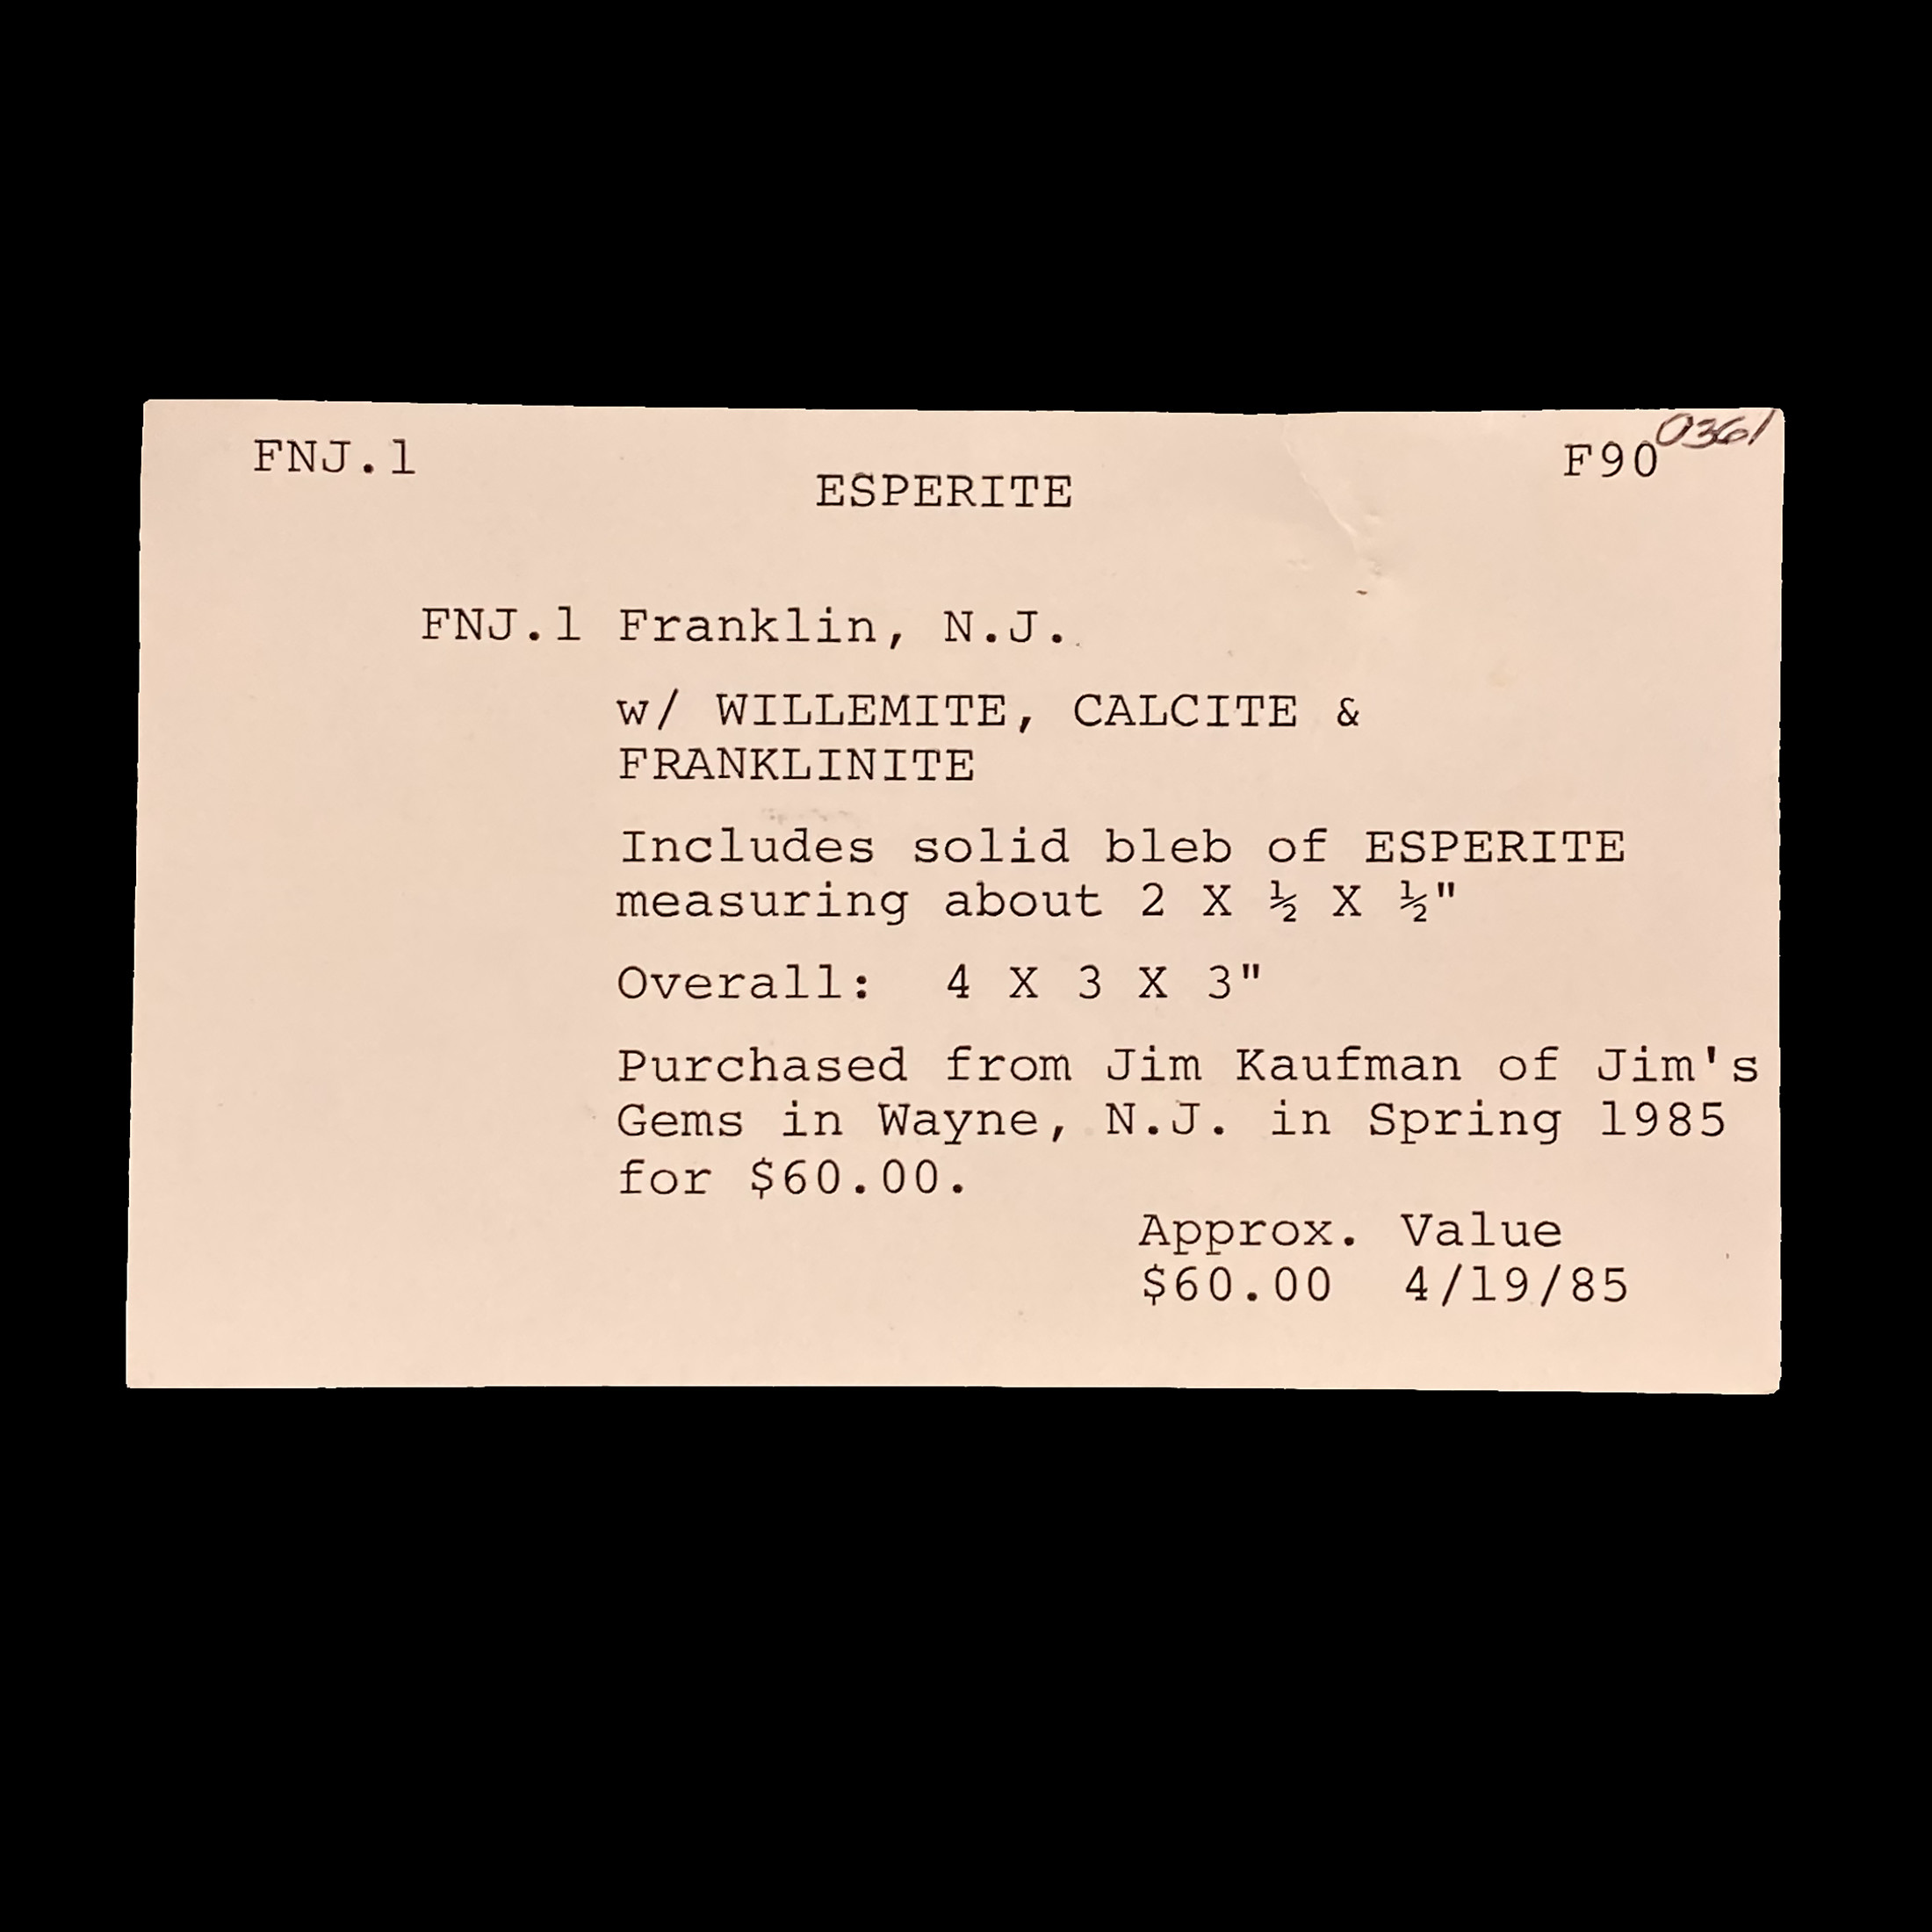 0361
FNJ.1 F90
ESPERITE
FNJ.1 Franklin, N.J.
w/ WILLEMITE, CALCITE &
FRANKLINITE
Includes solid bleb of ESPERITE
measuring about 2 X ½ X ½"
Overall: 4 X 3 X 3"
Purchased from Jim Kaufman of Jim's
Gems in Wayne, N.J. in Spring 1985
for $60.00.
Approx. Value
$60.00 4/19/85